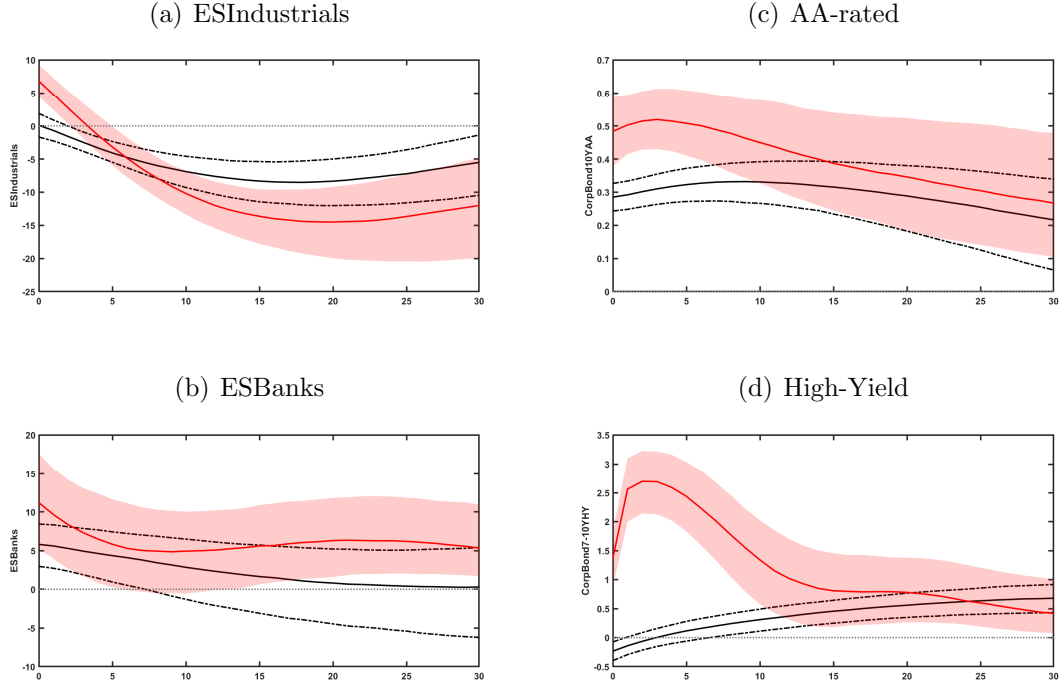 (a) ESIndustrials
ESIndustrials
10
5
0
-5
-10
-15
-20
-25
0 5 10 15 20 25 30
(c) AA-rated
CorpBond10YAA
0.7
0.6
0.5
0.4
0.3
0.2
0.1
0
0 5 10 15 20 25 30
(b) ESBanks
ESBanks
20
15
10
5
0
-5
-10
0 5 10 15 20 25 30
(d) High-Yield
CorpBond7-10YHY
3.5
3
2.5
2
1.5
1
0.5
0
-0.5
0 5 10 15 20 25 30